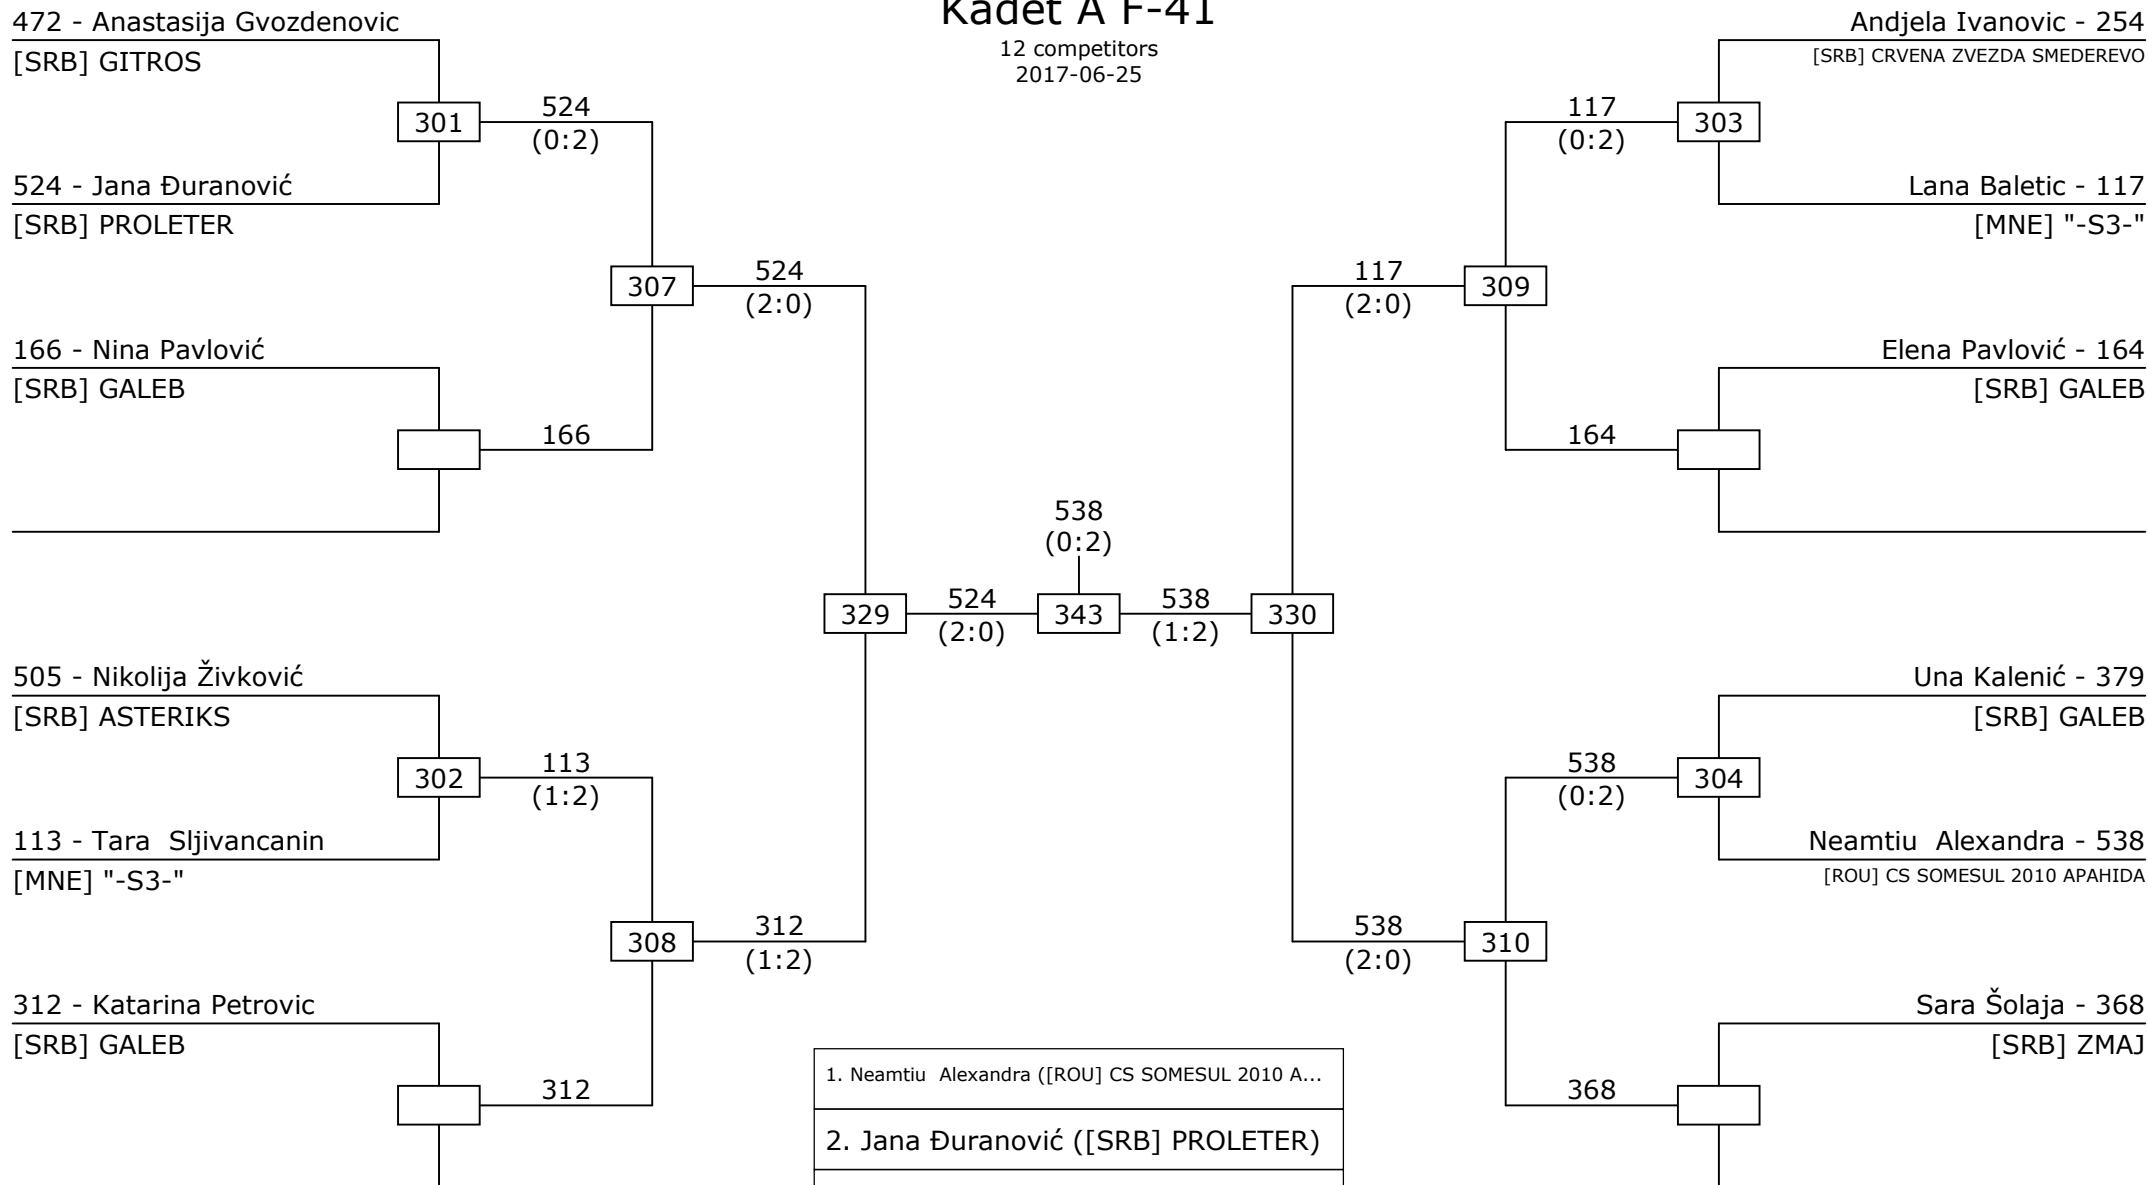 Kadet A F-41
12 competitors
2017-06-25
472 - Anastasija Gvozdenovic
[SRB] GITROS
301
524
(0:2)
524 - Jana Đuranović
[SRB] PROLETER
307
524
(2:0)
166 - Nina Pavlović
[SRB] GALEB
166
505 - Nikolija Živković
[SRB] ASTERIKS
302
113
(1:2)
113 - Tara  Sljivancanin
[MNE] "-S3-"
308
312
(1:2)
312 - Katarina Petrovic
[SRB] GALEB
312
329
524
(2:0)
538
(0:2)
343
538
(1:2)
330
Andjela Ivanovic - 254
[SRB] CRVENA ZVEZDA SMEDEREVO
117
(0:2)
303
Lana Baletic - 117
[MNE] "-S3-"
117
(2:0)
309
Elena Pavlović - 164
[SRB] GALEB
164
Una Kalenić - 379
[SRB] GALEB
538
(0:2)
304
Neamtiu  Alexandra - 538
[ROU] CS SOMESUL 2010 APAHIDA
538
(2:0)
310
Sara Šolaja - 368
[SRB] ZMAJ
368
1. Neamtiu  Alexandra ([ROU] CS SOMESUL 2010 A...
2. Jana Đuranović ([SRB] PROLETER)